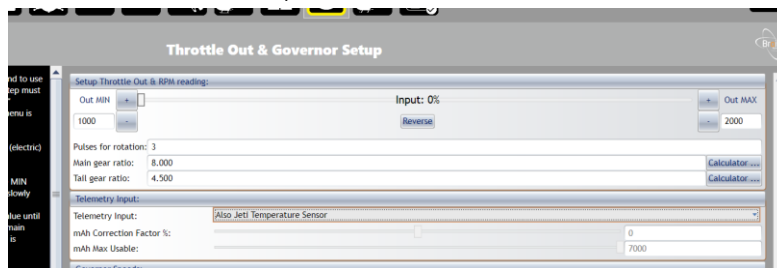 Throttle Out & Governor Setup
nd to use
tep must
enu is
(electric)
MIN
slowly
lue until
main
is
Setup Throttle Out & RPM reading:
Out MIN + Input: 0% + Out MAX
1000 - Reverse - 2000
Pulses for rotation: 3
Main gear ratio: 8.000 Calculator ...
Tail gear ratio: 4.500 Calculator ...
Telemetry Input:
Telemetry Input: Also Jeti Temperature Sensor
mAh Correction Factor %: 0
mAh Max Usable: 7000